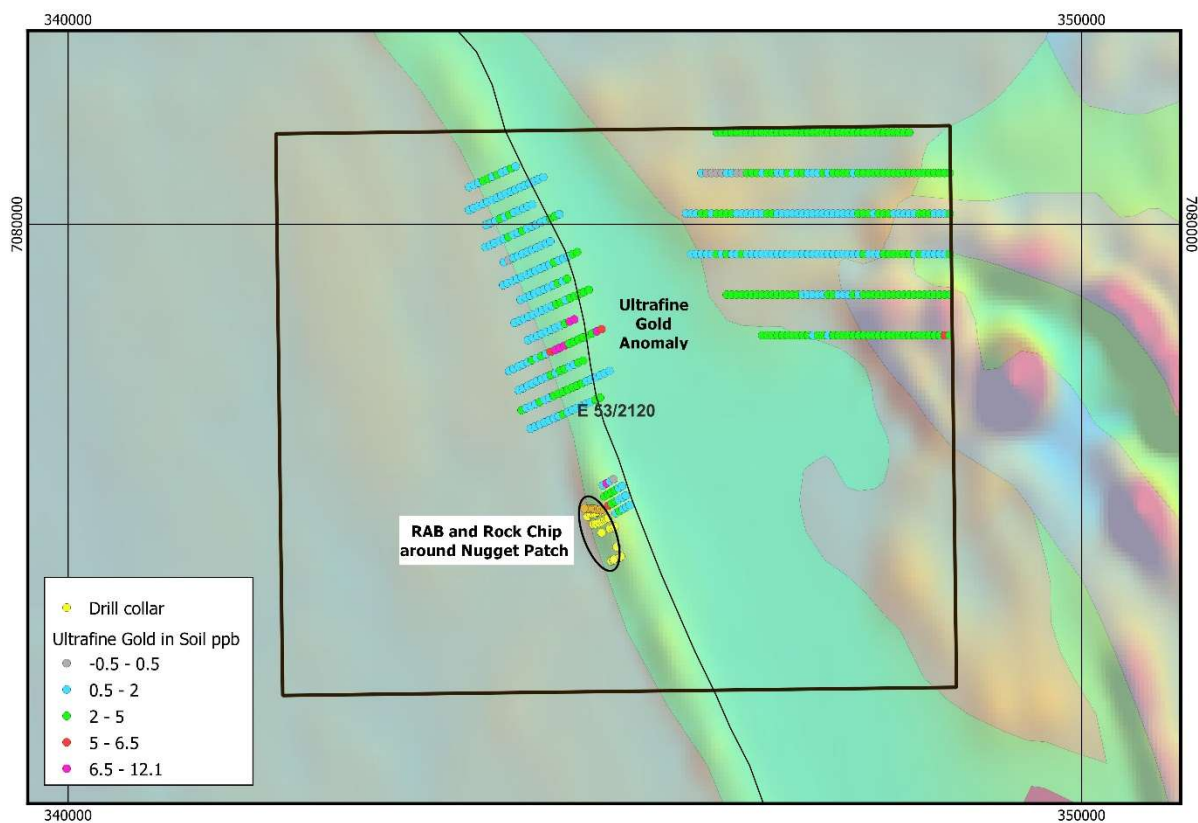 340000
350000
7080000
7080000
Ultrafine
Gold
Anomaly
E 53/2120
RAB and Rock Chip
around Nugget Patch
Drill collar
Ultrafine Gold in Soil ppb
-0.5 - 0.5
0.5 - 2
2 - 5
5 - 6.5
6.5 - 12.1
340000
350000